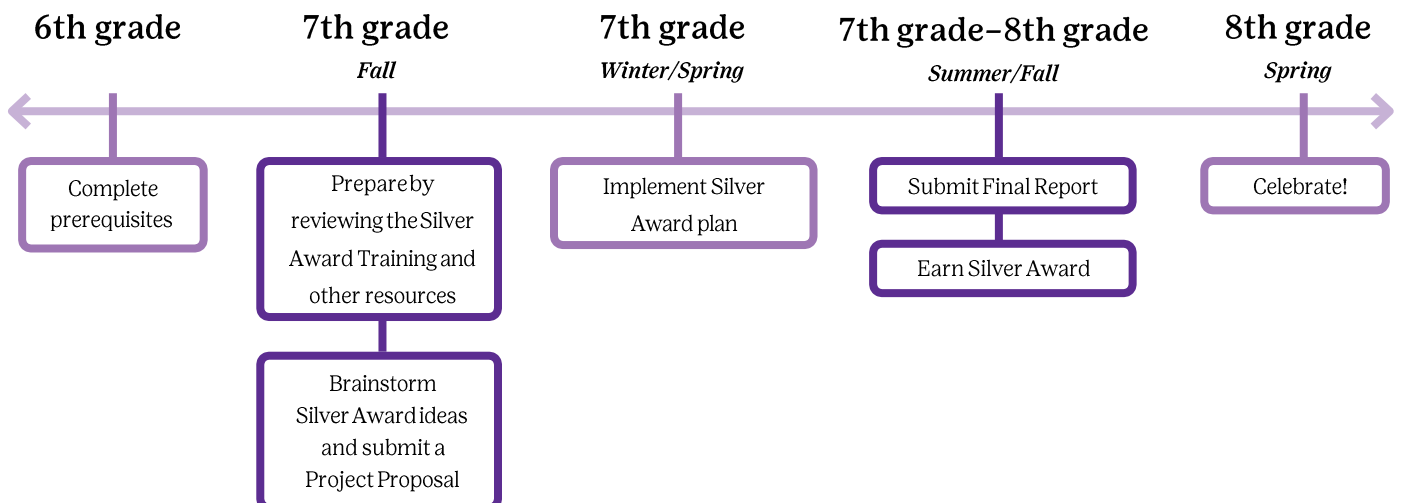 6th grade
7th grade
Fall
7th grade
Winter/Spring
7th grade–8th grade
Summer/Fall
8th grade
Spring
Complete
prerequisites
Prepare by
reviewing the Silver
Award Training and
other resources
Brainstorm
Silver Award ideas
and submit a
Project Proposal
Implement Silver
Award plan
Submit Final Report
Earn Silver Award
Celebrate!